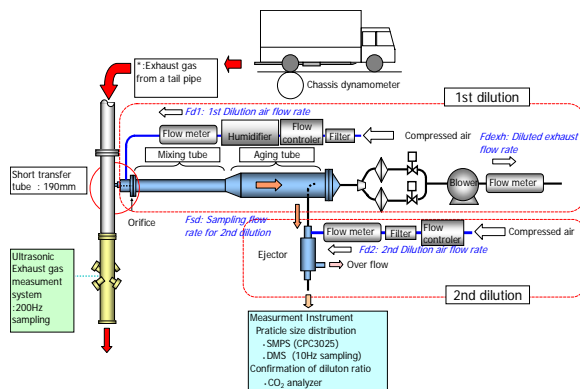 *:Exhaust gas
from a tail pipe
Chassis dynamometer
1st dilution
Fd1: 1st Dilution air flow rate
Flow meter
Humidifier
Flow
controler
Filter
Compressed air
Fdexh: Diluted exhaust
flow rate
Mixing tube
Aging tube
Short transfer
tube : 190mm
Blower
Flow meter
Orifice
Fsd: Sampling flow
rate for 2nd dilution
Flow meter
Filter
Flow
controler
Compressed air
Fd2: 2nd Dilution air flow rate
Ejector
Over flow
2nd dilution
Ultrasonic
Exhaust gas
measument
system
:200Hz
sampling
Measurment Instrument
Praticle size distribution
・SMPS (CPC3025)
・DMS (10Hz sampling)
Confirmation of diluton ratio
・CO₂ analyzer